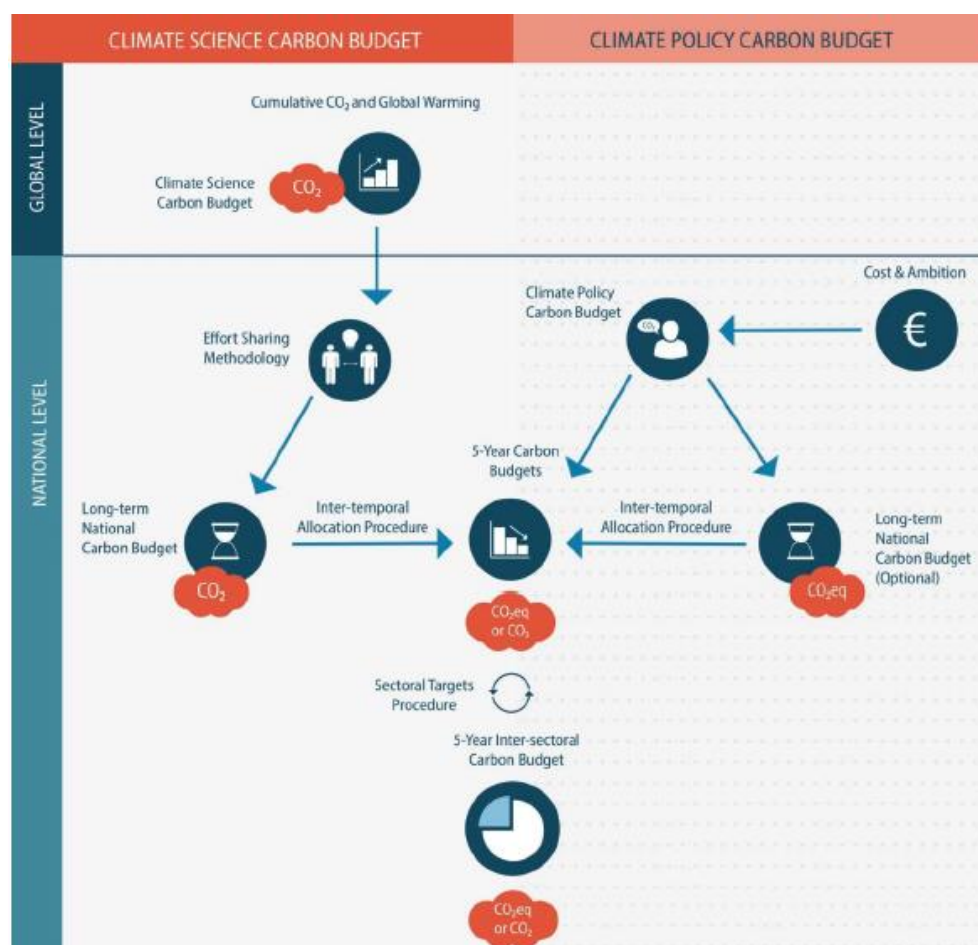 CLIMATE SCIENCE CARBON BUDGET
CLIMATE POLICY CARBON BUDGET
GLOBAL LEVEL
Cumulative CO₂ and Global Warming
Climate Science
Carbon Budget
CO₂
NATIONAL LEVEL
Cost & Ambition
€
Climate Policy
Carbon Budget
CO₂
Effort Sharing
Methodology
5-Year Carbon
Budgets
Long-term
National
Carbon Budget
CO₂
Inter-temporal
Allocation Procedure
Inter-temporal
Allocation Procedure
Long-term
National
Carbon Budget
(Optional)
CO₂eq
CO₂eq
or CO₂
Sectoral Targets
Procedure
5-Year Inter-sectoral
Carbon Budget
CO₂eq
or CO₂